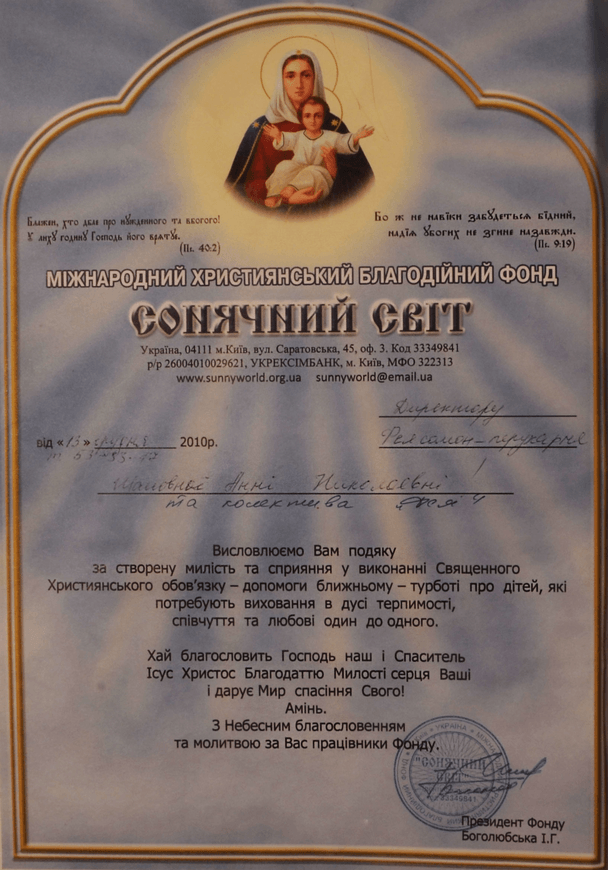 Блажен, хто дбає про нужденного та вбогого!
У лиху годину Господь його врятує.
(Пс. 40:2)
Бо ж не навіки забудеться бідний,
надія убогих не згине назавжди.
(Пс. 9:19)
МІЖНАРОДНИЙ ХРИСТИЯНСЬКИЙ БЛАГОДІЙНИЙ ФОНД
СОНЯЧНИЙ СВІТ
Україна, 04111 м.Київ, вул. Саратовська, 45, оф. 3. Код 33349841
р/р 26004010029621, УКРЕКСІМБАНК, м. Київ, МФО 322313
www.sunnyworld.org.ua sunnyworld@email.ua
Директору
від «13» грудня 2010р.
Анні Николаєвні
та колектива
Висловлюємо Вам подяку
за створену милість та сприяння у виконанні Священного
Християнського обов’язку – допомоги ближньому – турботі про дітей, які
потребують виховання в дусі терпимості,
співчуття та любові один до одного.
Хай благословить Господь наш і Спаситель
Ісус Христос Благодаттю Милості серця Ваші
і дарує Мир спасіння Свого!
Амінь.
З Небесним благословенням
та молитвою за Вас працівники Фонду.
"СОНЯЧНИЙ
СВІТ"
Президент Фонду
Боголюбська І.Г.